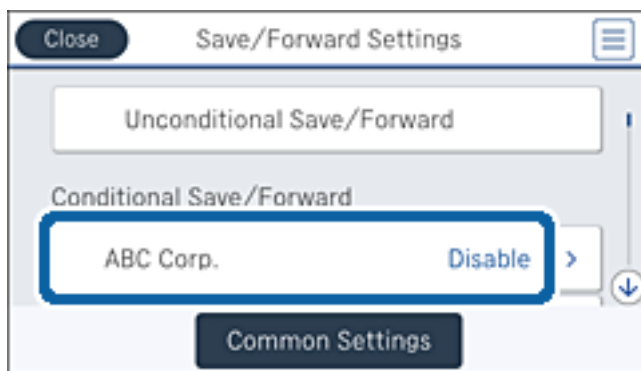 Close Save/Forward Settings
Unconditional Save/Forward
Conditional Save/Forward
ABC Corp. Disable >
Common Settings